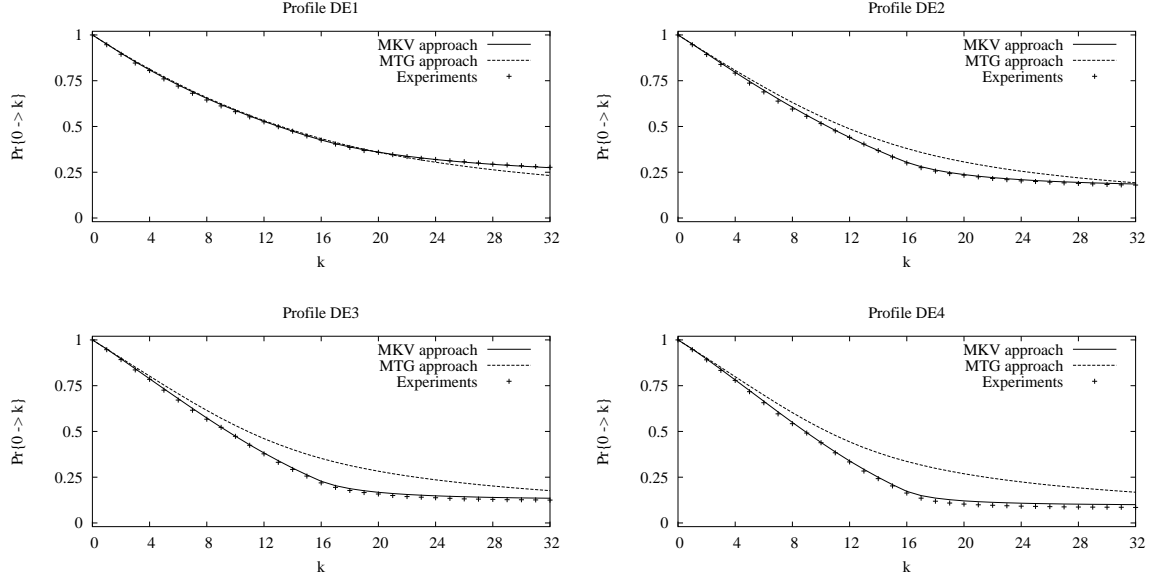 Profile DE1
1
0.75
0.5
0.25
0
Pr{0 -> k}
MKV approach
MTG approach
Experiments
0 4 8 12 16 20 24 28 32
k
Profile DE2
1
0.75
0.5
0.25
0
Pr{0 -> k}
MKV approach
MTG approach
Experiments
0 4 8 12 16 20 24 28 32
k
Profile DE3
1
0.75
0.5
0.25
0
Pr{0 -> k}
MKV approach
MTG approach
Experiments
0 4 8 12 16 20 24 28 32
k
Profile DE4
1
0.75
0.5
0.25
0
Pr{0 -> k}
MKV approach
MTG approach
Experiments
0 4 8 12 16 20 24 28 32
k